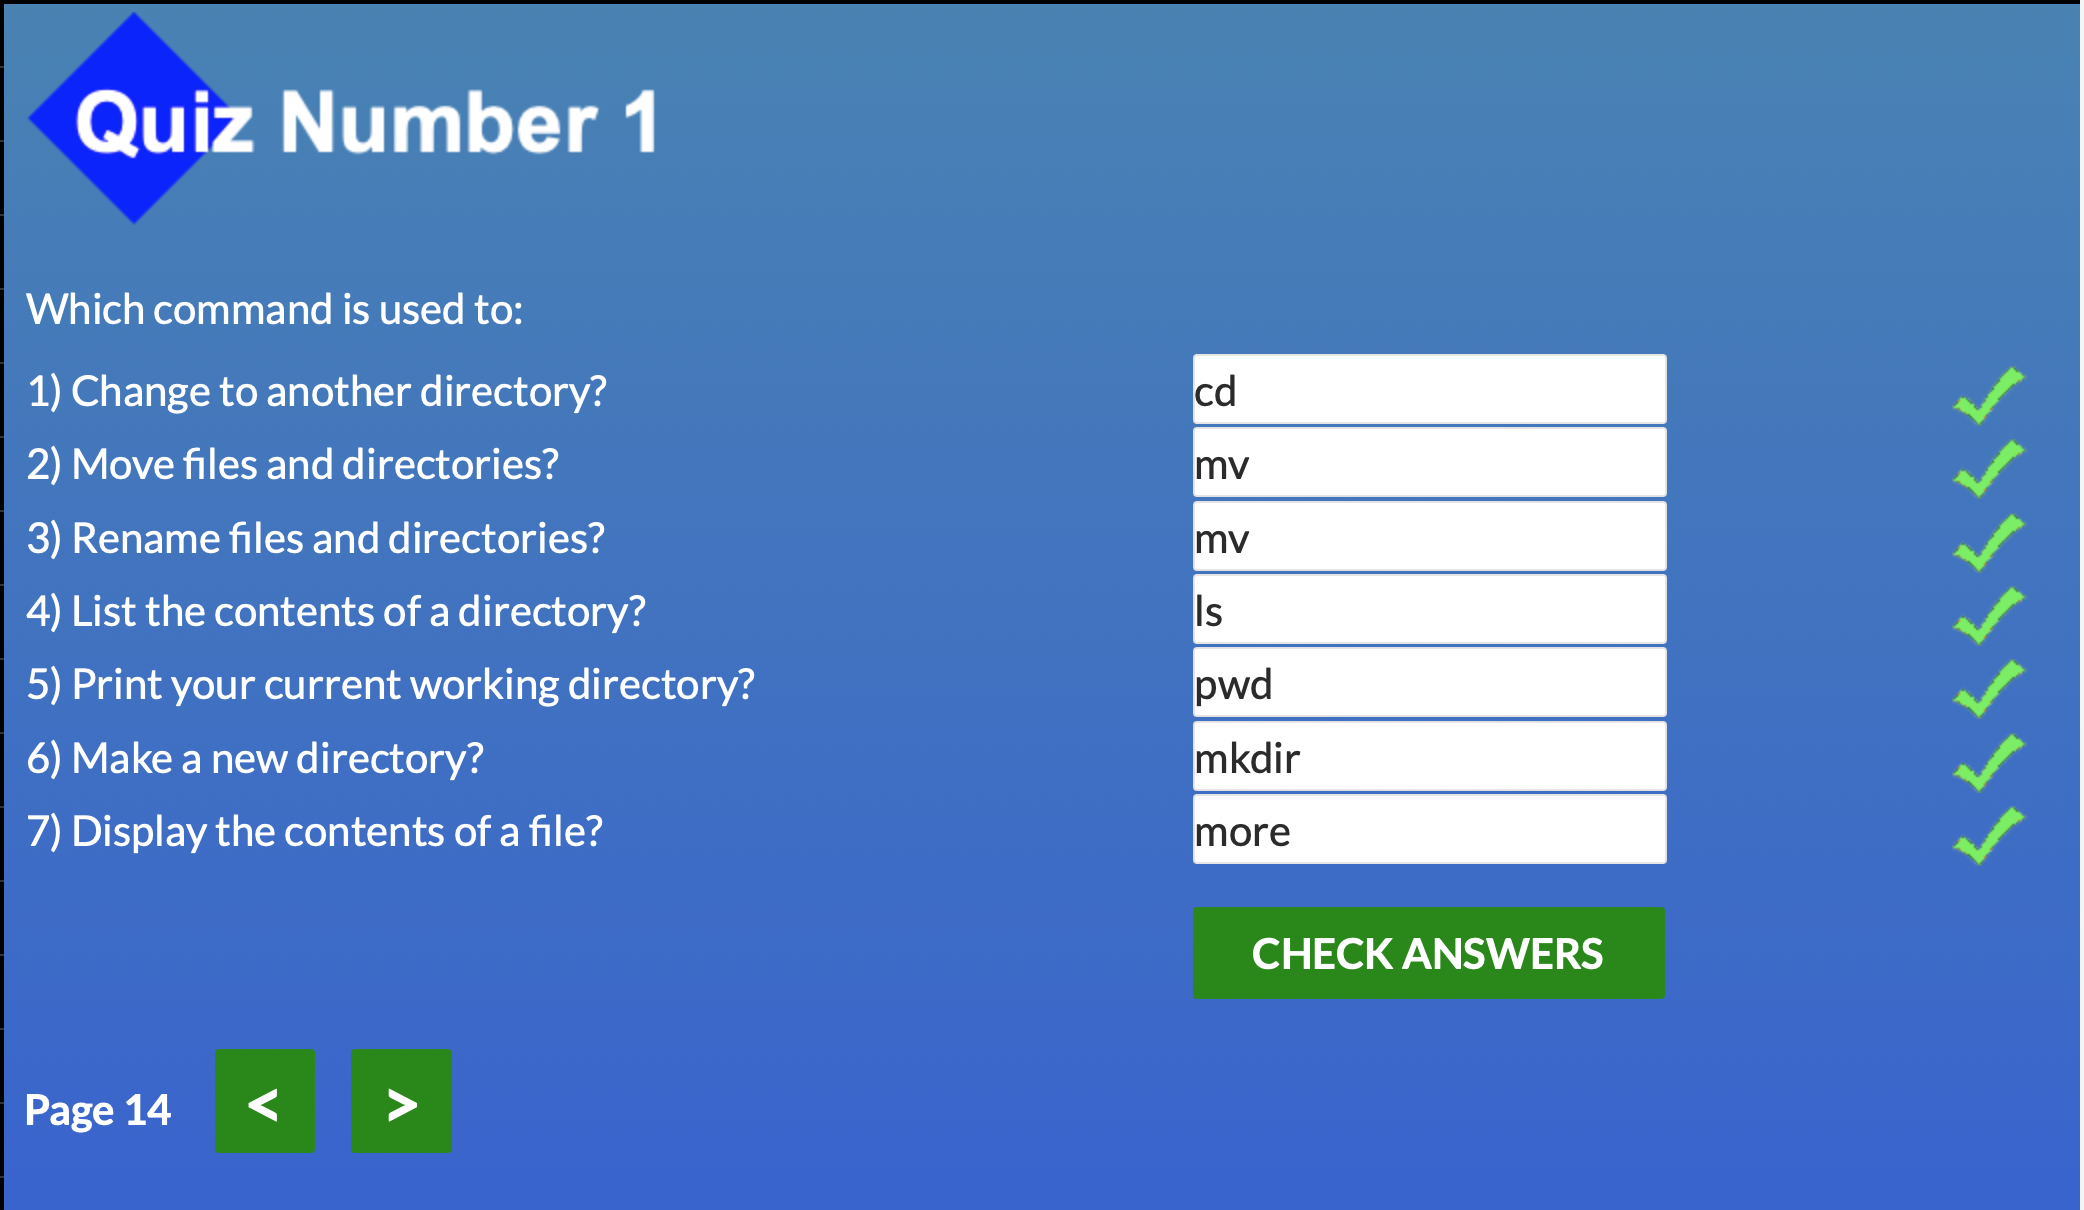 Quiz Number 1
Which command is used to:
1) Change to another directory? cd
2) Move files and directories? mv
3) Rename files and directories? mv
4) List the contents of a directory? ls
5) Print your current working directory? pwd
6) Make a new directory? mkdir
7) Display the contents of a file? more
CHECK ANSWERS
Page 14 < >